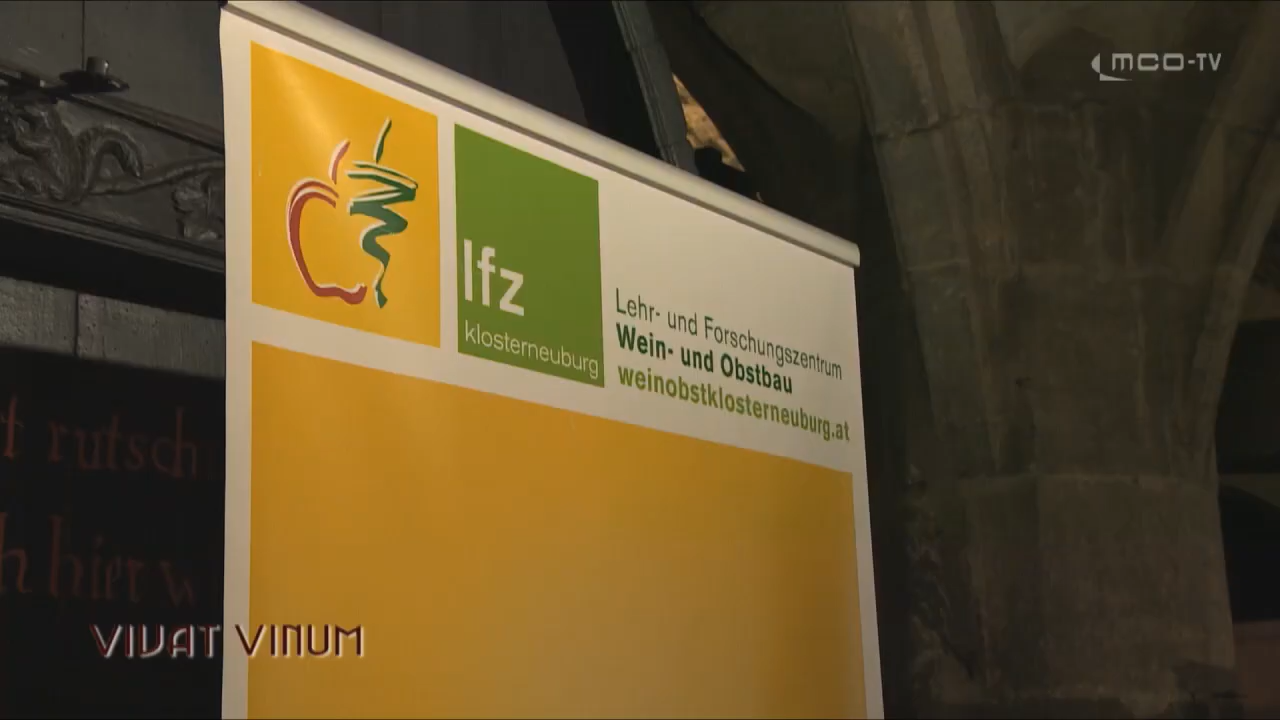 MCO-TV
lfz
klosterneuburg
Lehr- und Forschungszentrum
Wein- und Obstbau
weinobstklosterneuburg.at
rutsch
hier
VIVAT VINUM